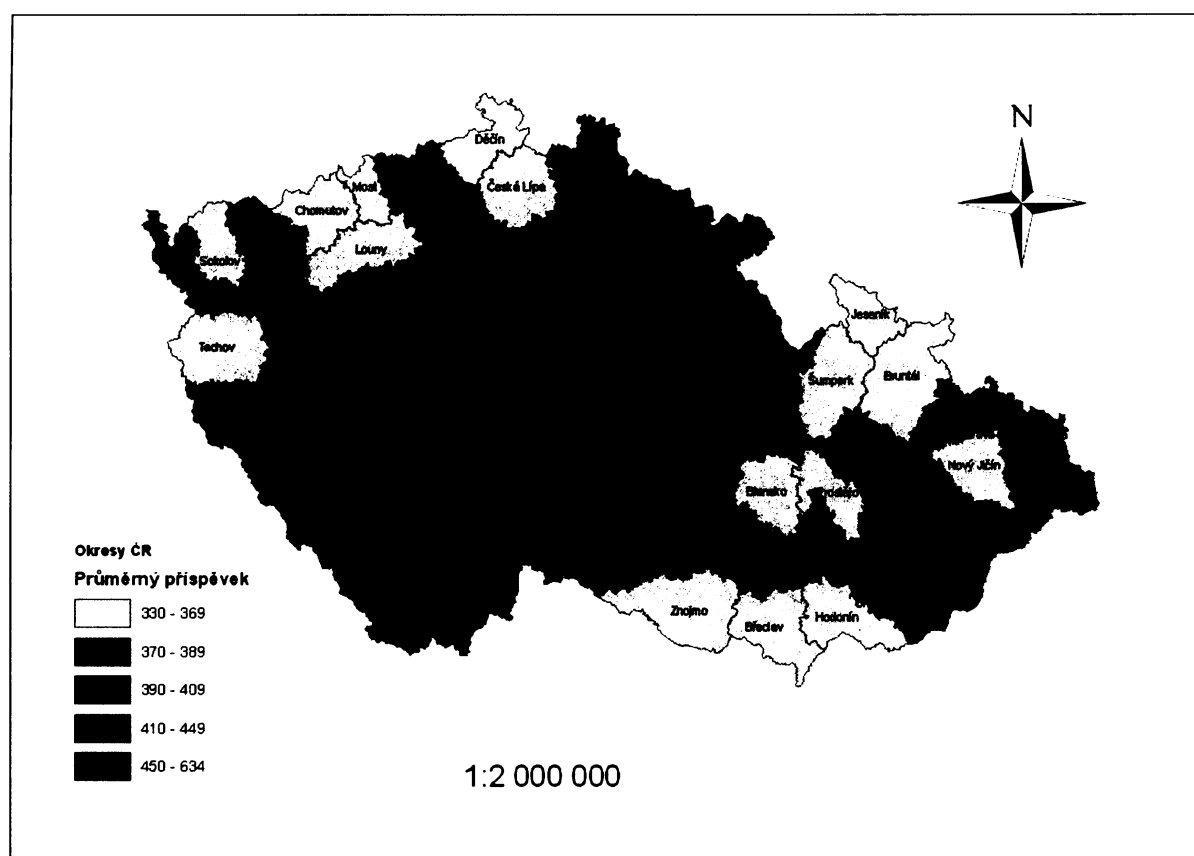 N
Děčín
Česká Lípa
Most
Chomutov
Louny
Sokolov
Tachov
Jeseník
Šumperk
Bruntál
Nový Jičín
Blansko
Znojmo
Břeclav
Hodonín
Okresy ČR
Průměrný příspěvek
330 - 369
370 - 389
390 - 409
410 - 449
450 - 634
1:2 000 000